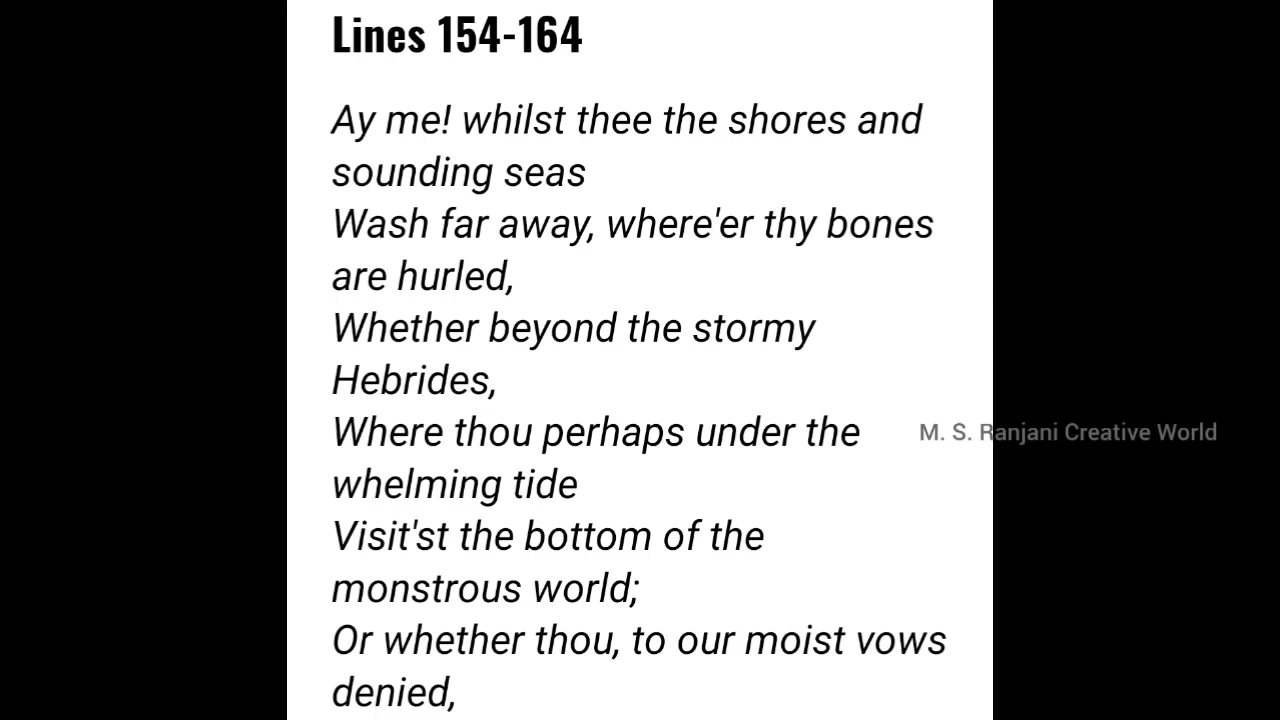 Lines 154-164
Ay me! whilst thee the shores and
sounding seas
Wash far away, where'er thy bones
are hurled,
Whether beyond the stormy
Hebrides,
Where thou perhaps under the
whelming tide
Visit'st the bottom of the
monstrous world;
Or whether thou, to our moist vows
denied,
M. S. Ranjani Creative World